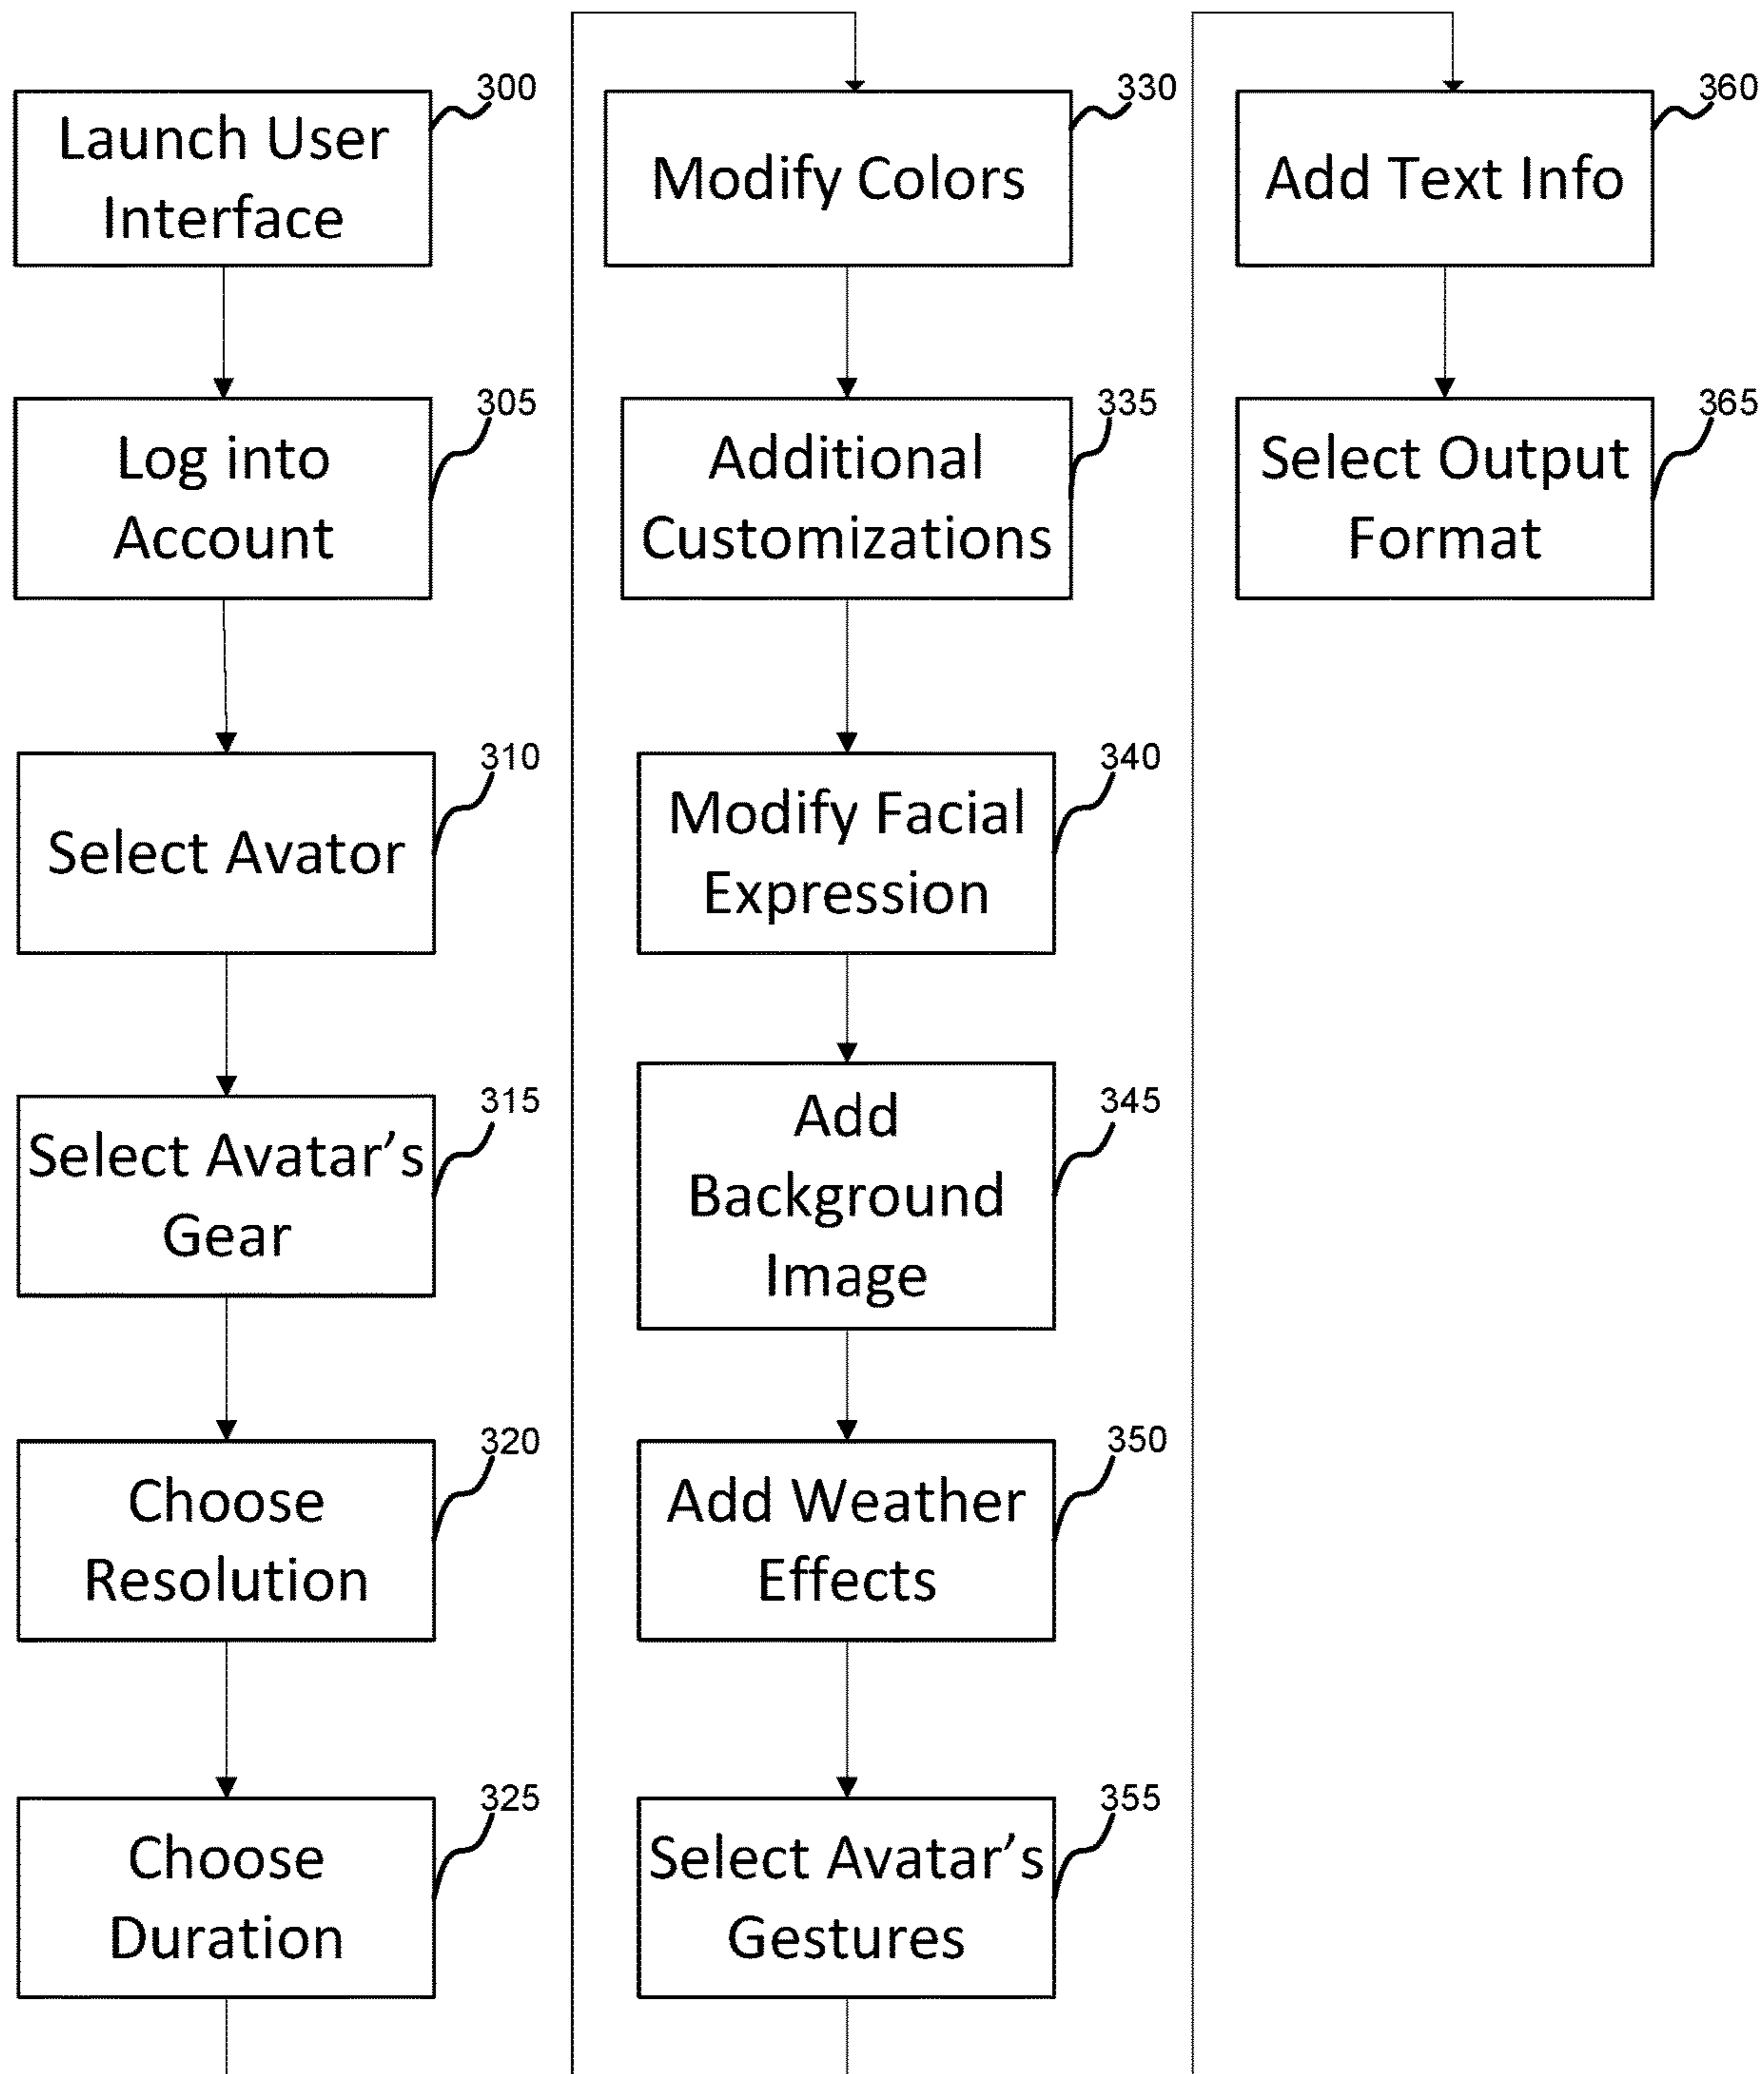 300
Launch User
Interface
305
Log into
Account
310
Select Avator
315
Select Avatar’s
Gear
320
Choose
Resolution
325
Choose
Duration
330
Modify Colors
335
Additional
Customizations
340
Modify Facial
Expression
345
Add
Background
Image
350
Add Weather
Effects
355
Select Avatar’s
Gestures
360
Add Text Info
365
Select Output
Format